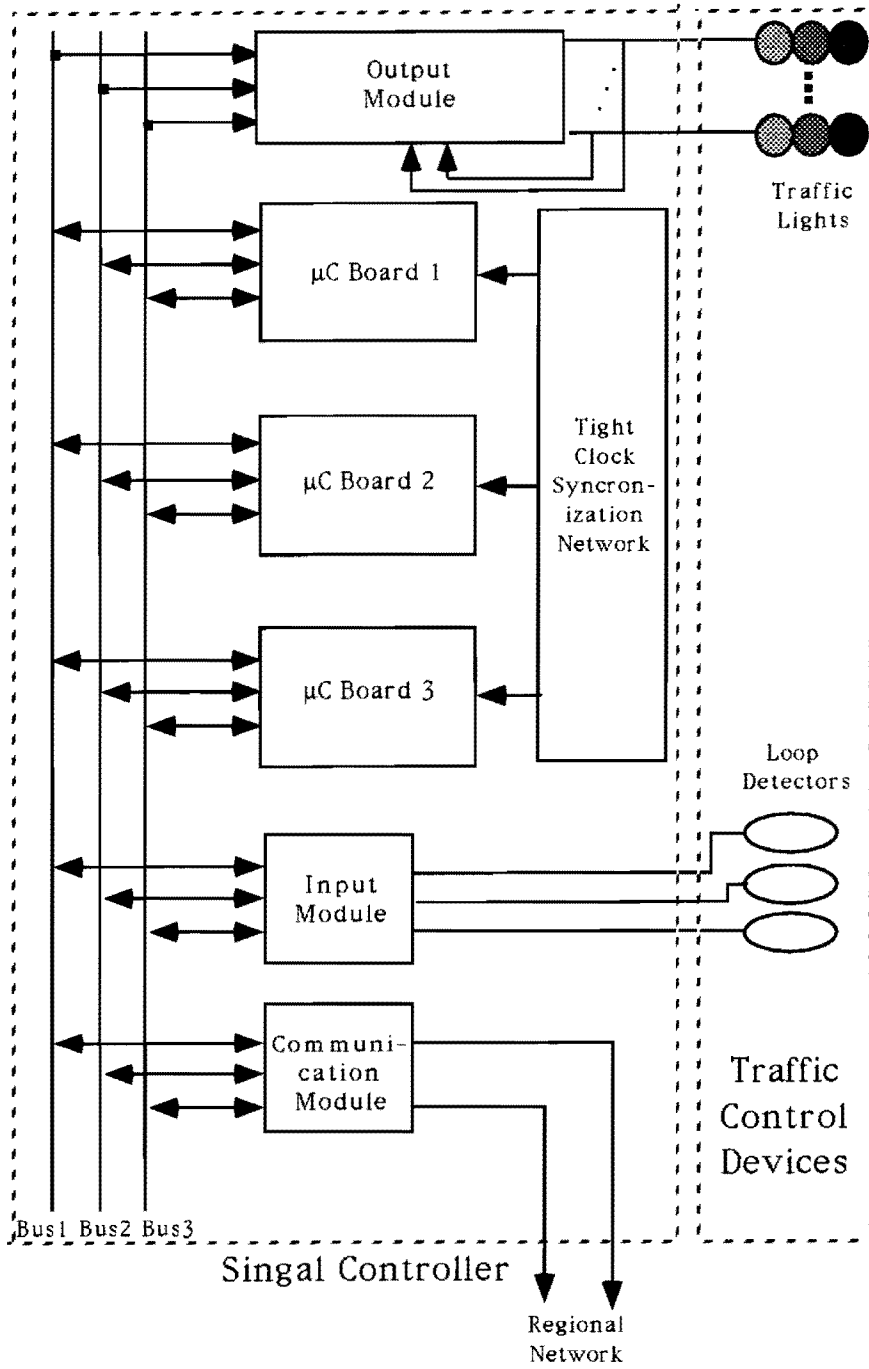 Output
Module
Traffic
Lights
µC Board 1
µC Board 2
Tight
Clock
Syncron-
ization
Network
µC Board 3
Loop
Detectors
Input
Module
Communi-
cation
Module
Traffic
Control
Devices
Bus1 Bus2 Bus3
Singal Controller
Regional
Network